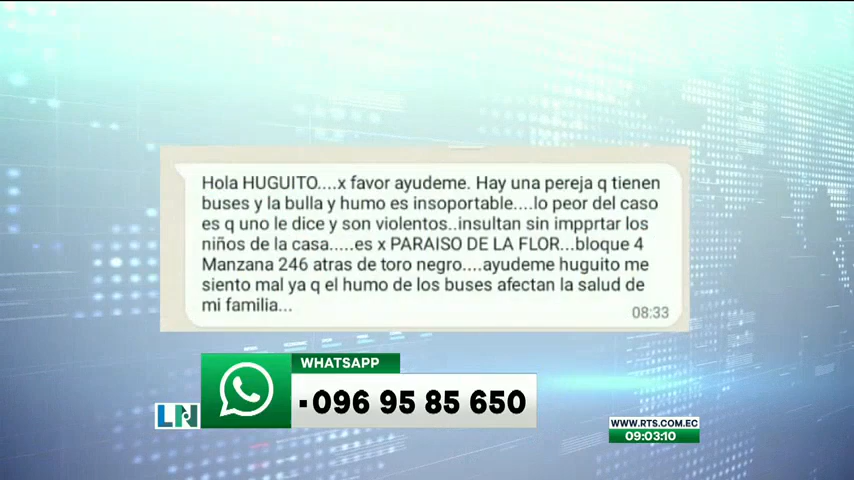 Hola HUGUITO....x favor ayudeme. Hay una pereja q tienen
buses y la bulla y humo es insoportable....lo peor del caso
es q uno le dice y son violentos..insultan sin impprtar los
niños de la casa.....es x PARAISO DE LA FLOR...bloque 4
Manzana 246 atras de toro negro....ayudeme huguito me
siento mal ya q el humo de los buses afectan la salud de
mi familia...
08:33
WHATSAPP
-096 95 85 650
LN
WWW.RTS.COM.EC
09:03:10